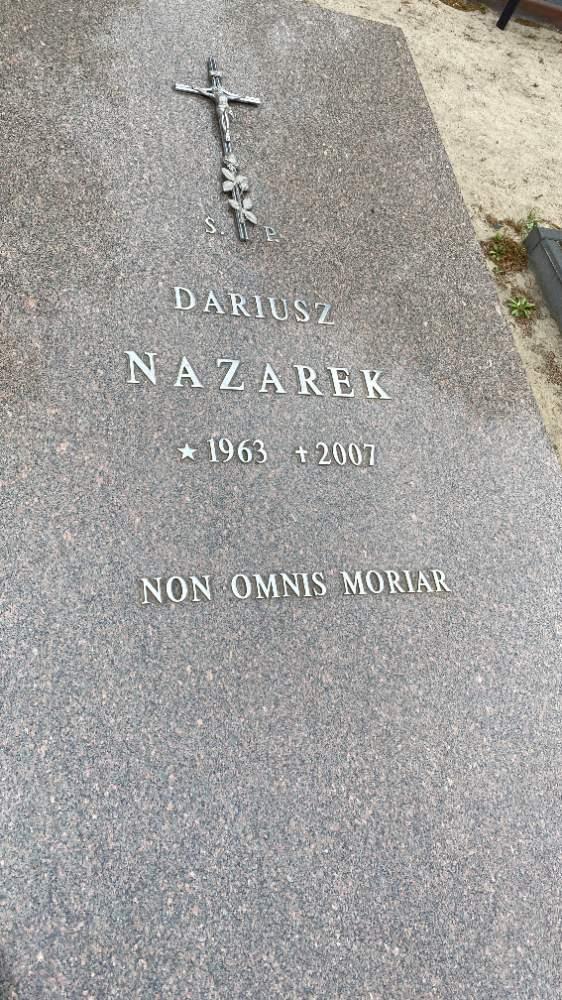 Ś. P.
DARIUSZ
NAZAREK
★ 1963 ✝ 2007
NON OMNIS MORIAR